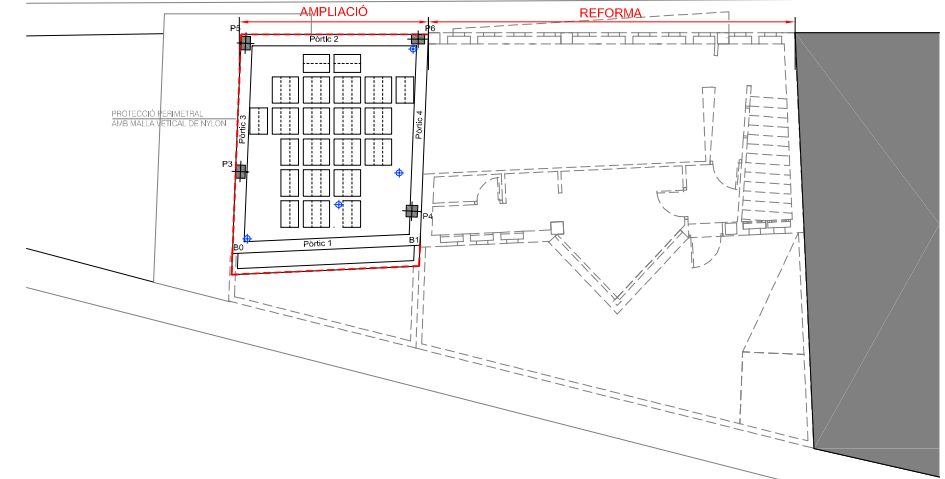 AMPLIACIÓ
REFORMA
P5
P6
Pòrtic 2
PROTECCIÓ PERIMETRAL
AMB MALLA VETICAL DE NYLON
Pòrtic 3
Pòrtic 4
P3
P4
B0
Pòrtic 1
B1